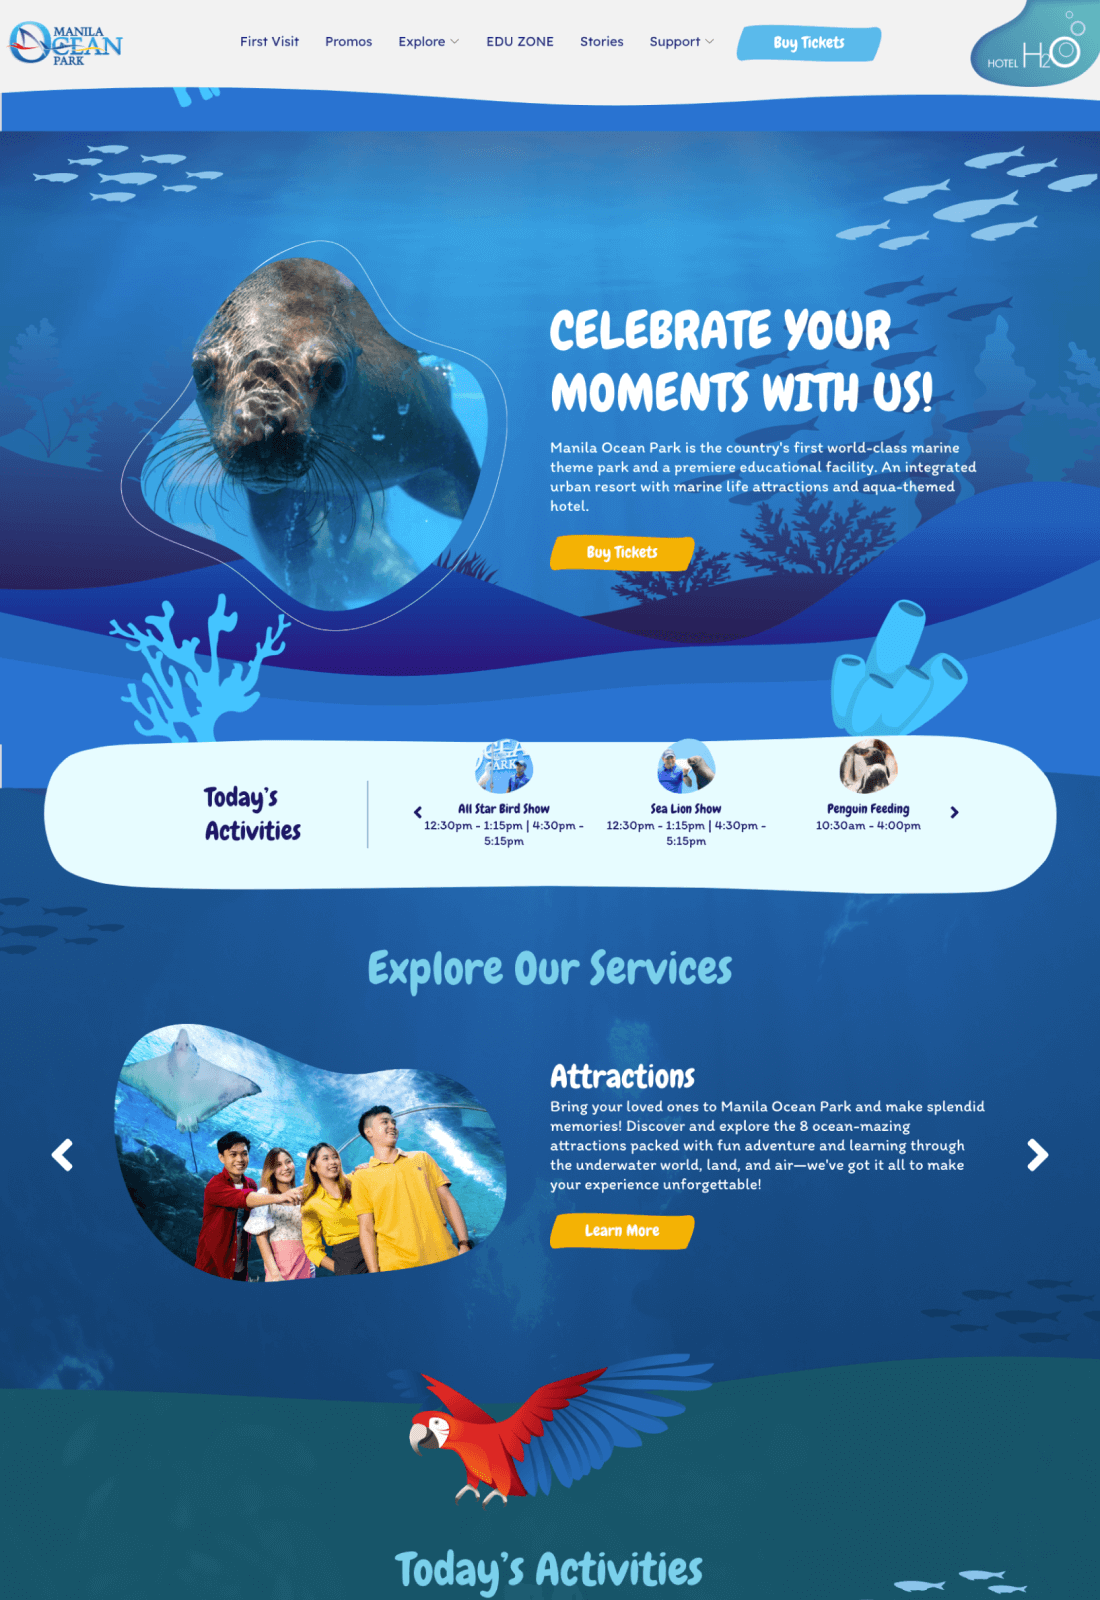 MANILA
OCEAN
PARK
First Visit
Promos
Explore
EDU ZONE
Stories
Support
Buy Tickets
HOTEL H2O
CELEBRATE YOUR
MOMENTS WITH US!
Manila Ocean Park is the country's first world-class marine
theme park and a premiere educational facility. An integrated
urban resort with marine life attractions and aqua-themed
hotel.
Buy Tickets
Today's
Activities
All Star Bird Show
12:30pm - 1:15pm | 4:30pm -
5:15pm
Sea Lion Show
12:30pm - 1:15pm | 4:30pm -
5:15pm
Penguin Feeding
10:30am - 4:00pm
Explore Our Services
Attractions
Bring your loved ones to Manila Ocean Park and make splendid
memories! Discover and explore the 8 ocean-mazing
attractions packed with fun adventure and learning through
the underwater world, land, and air—we've got it all to make
your experience unforgettable!
Learn More
Today's Activities